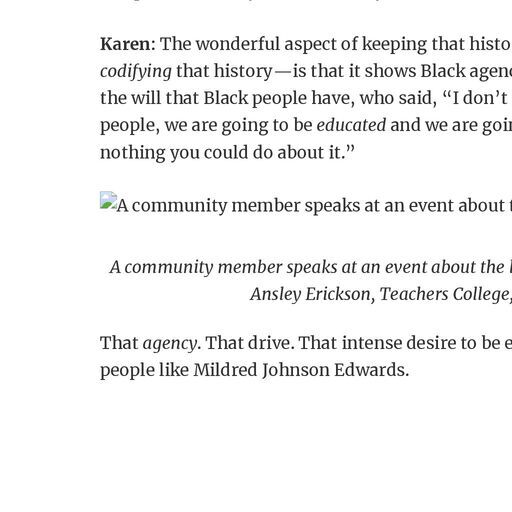 Karen: The wonderful aspect of keeping that histo
codifying that history—is that it shows Black agenc
the will that Black people have, who said, “I don’t
people, we are going to be educated and we are goin
nothing you could do about it.”
A community member speaks at an event about t
A community member speaks at an event about the l
Ansley Erickson, Teachers College,
That agency. That drive. That intense desire to be e
people like Mildred Johnson Edwards.